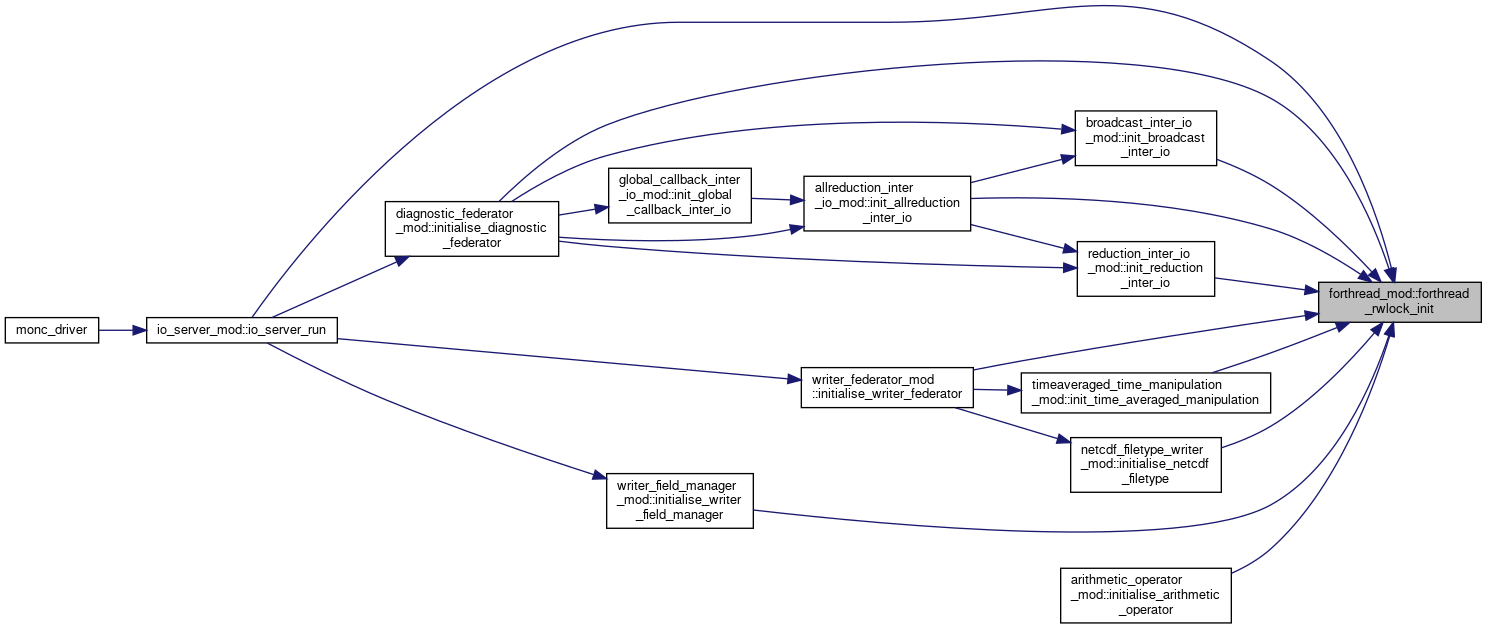 monc_driver
io_server_mod::io_server_run
diagnostic_federator
_mod::initialise_diagnostic
_federator
global_callback_inter
_io_mod::init_global
_callback_inter_io
allreduction_inter
_io_mod::init_allreduction
_inter_io
broadcast_inter_io
_mod::init_broadcast
_inter_io
reduction_inter_io
_mod::init_reduction
_inter_io
forthread_mod::forthread
_rwlock_init
writer_federator_mod
::initialise_writer_federator
timeaveraged_time_manipulation
_mod::init_time_averaged_manipulation
netcdf_filetype_writer
_mod::initialise_netcdf
_filetype
writer_field_manager
_mod::initialise_writer
_field_manager
arithmetic_operator
_mod::initialise_arithmetic
_operator